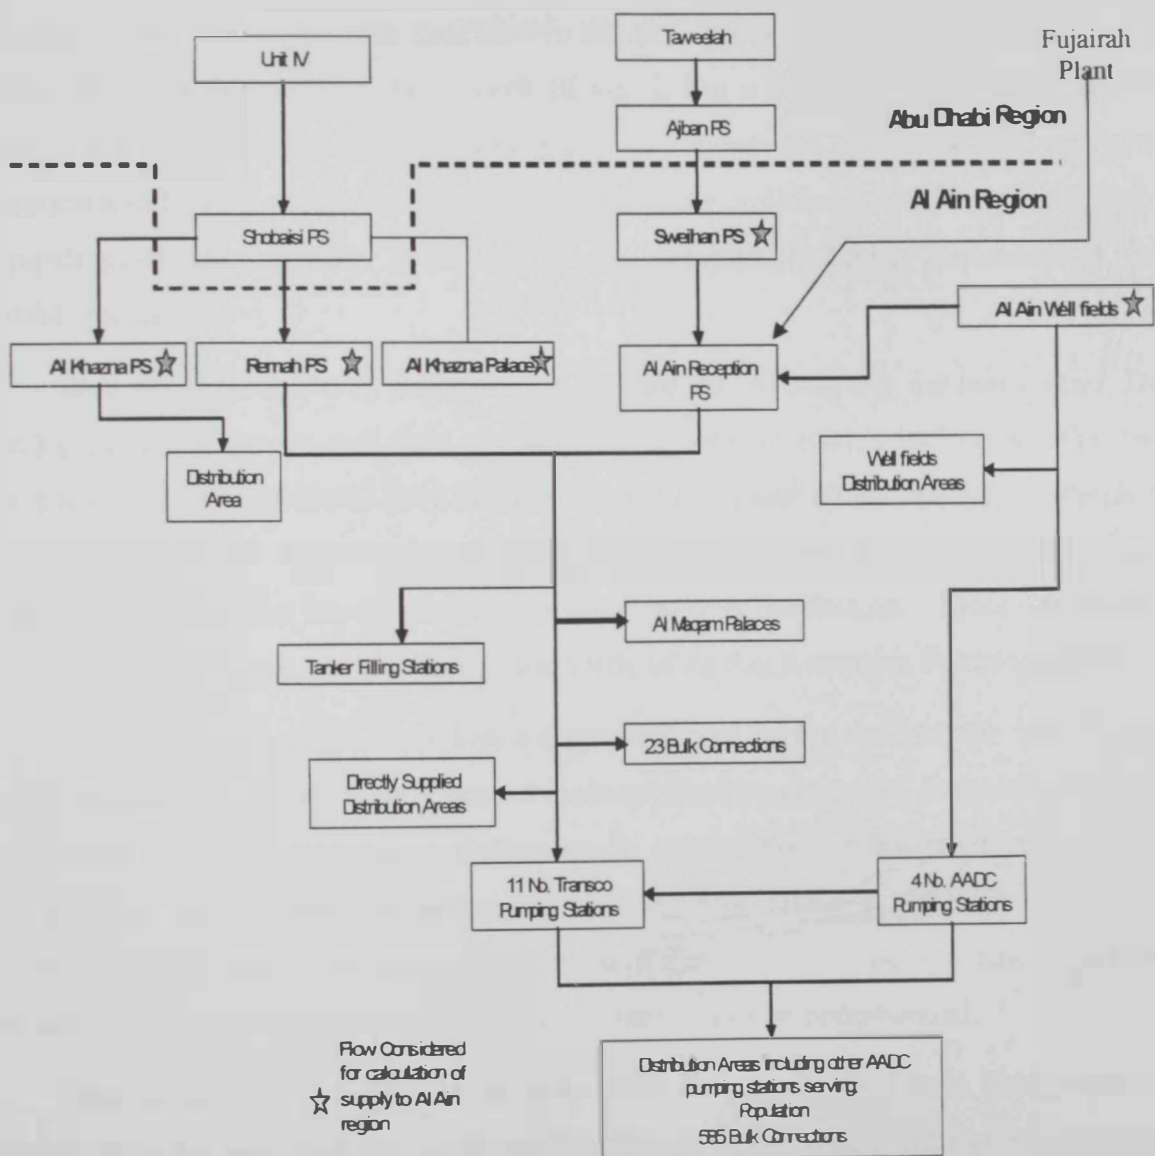 Unit IV
Taweelah
Fujairah
Plant
Ajban PS
Abu Dhabi Region
Al Ain Region
Shobaisi PS
Sweihan PS
Al Ain Well fields
Al Khazna PS
Remah PS
Al Khazna Palace
Al Ain Reception
PS
Distribution
Area
Well fields
Distribution Areas
Al Maqam Palaces
Tanker Filling Stations
23 Bulk Connections
Directly Supplied
Distribution Areas
11 No. Transco
Pumping Stations
4 No. AADC
Pumping Stations
Flow Considered
for calculation of
supply to Al Ain
region
Distribution Areas including other AADC
pumping stations serving:
Population
585 Bulk Connections